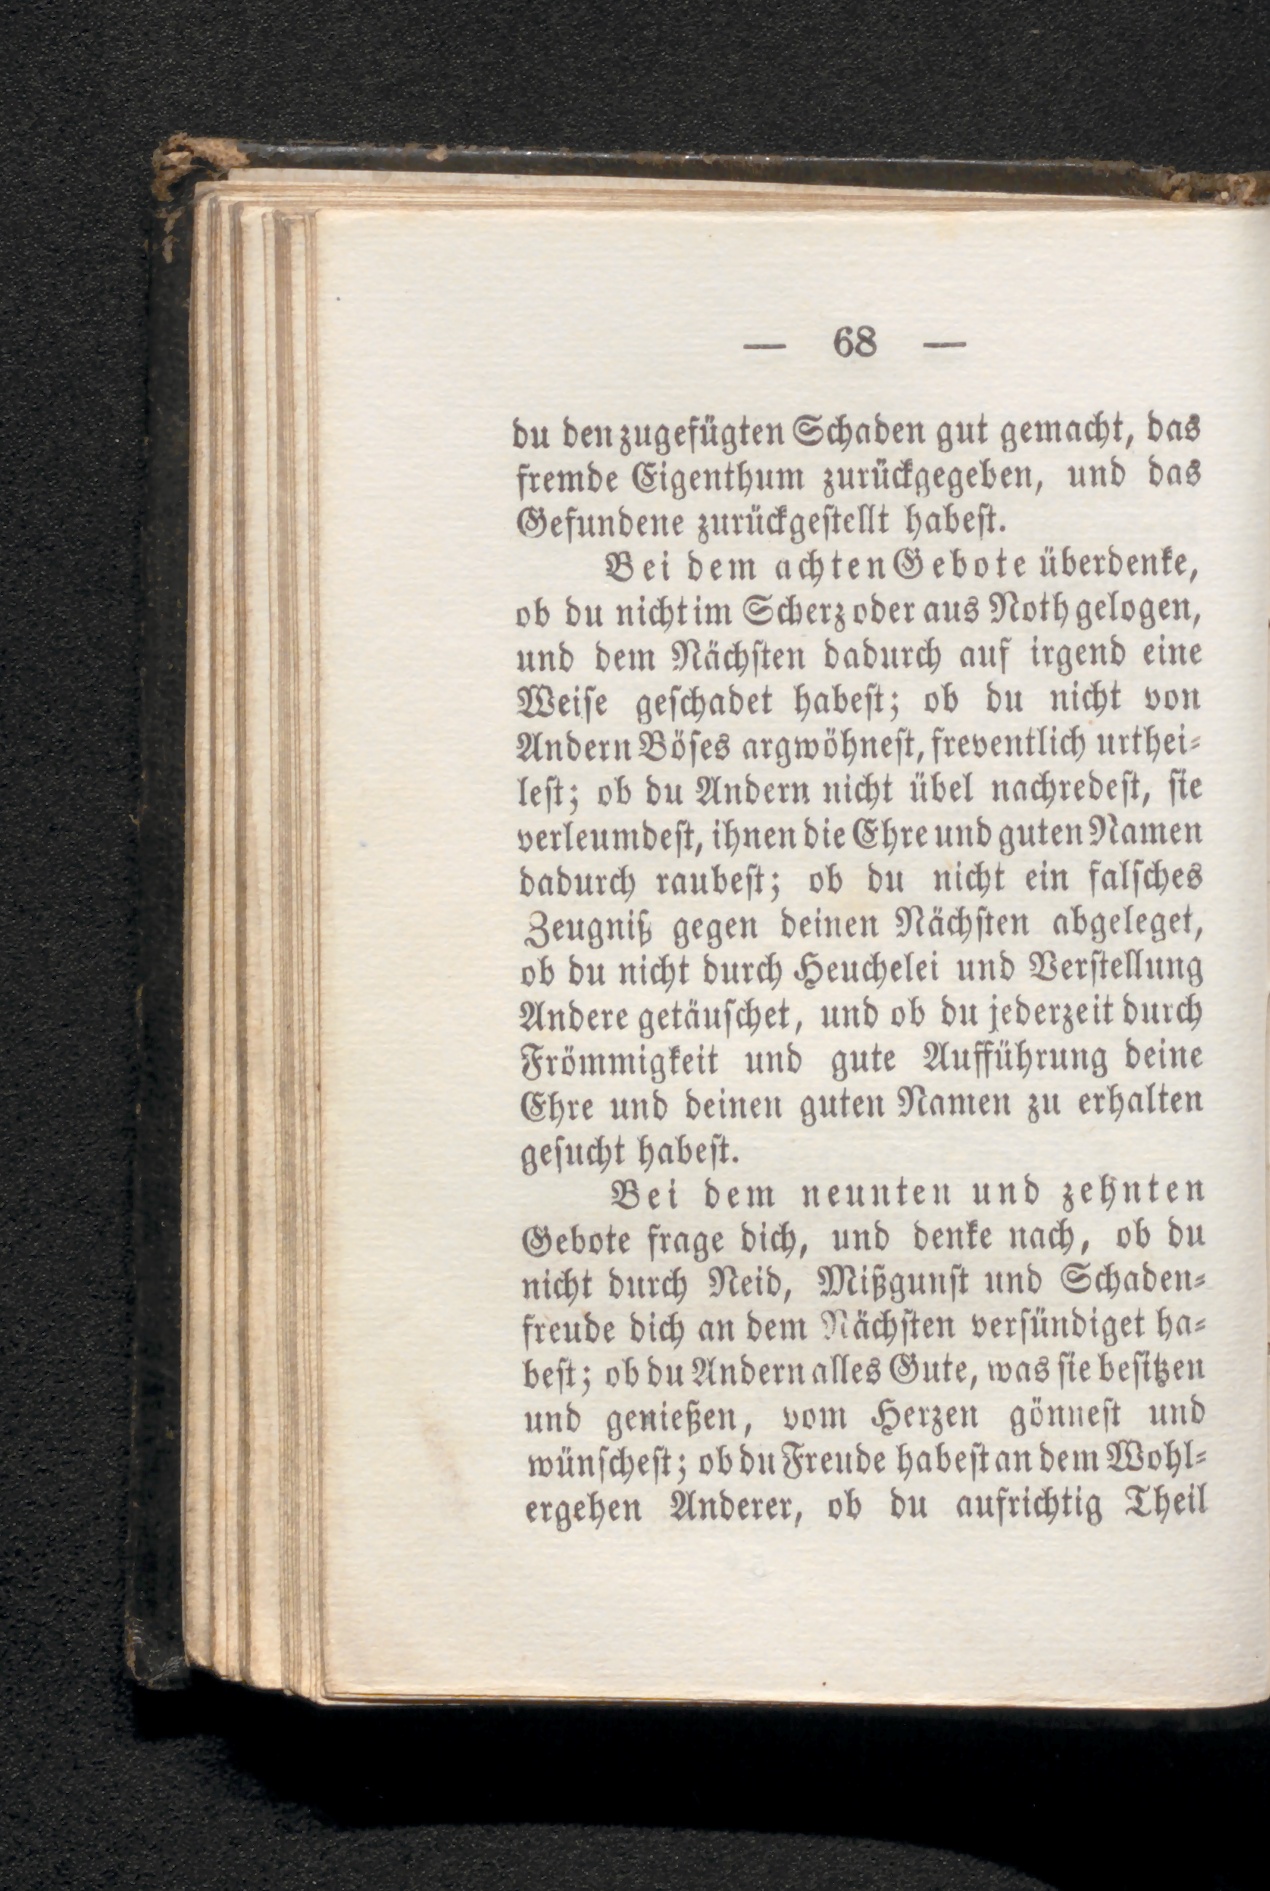 — 68 —
du den zugefügten Schaden gut gemacht, das
fremde Eigenthum zurückgegeben, und das
Gefundene zurückgestellt habest.
Bei dem achten Gebote überdenke,
ob du nicht im Scherz oder aus Noth gelogen,
und dem Nächsten dadurch auf irgend eine
Weise geschadet habest; ob du nicht von
Andern Böses argwöhnest, freventlich urthei-
lest; ob du Andern nicht übel nachredest, sie
verleumdest, ihnen die Ehre und guten Namen
dadurch raubest; ob du nicht ein falsches
Zeugniß gegen deinen Nächsten abgeleget,
ob du nicht durch Heuchelei und Verstellung
Andere getäuschet, und ob du jederzeit durch
Frömmigkeit und gute Aufführung deine
Ehre und deinen guten Namen zu erhalten
gesucht habest.
Bei dem neunten und zehnten
Gebote frage dich, und denke nach, ob du
nicht durch Neid, Mißgunst und Schaden-
freude dich an dem Nächsten versündiget ha-
best; ob du Andern alles Gute, was sie besitzen
und genießen, vom Herzen gönnest und
wünschest; ob du Freude habest an dem Wohl-
ergehen Anderer, ob du aufrichtig Theil